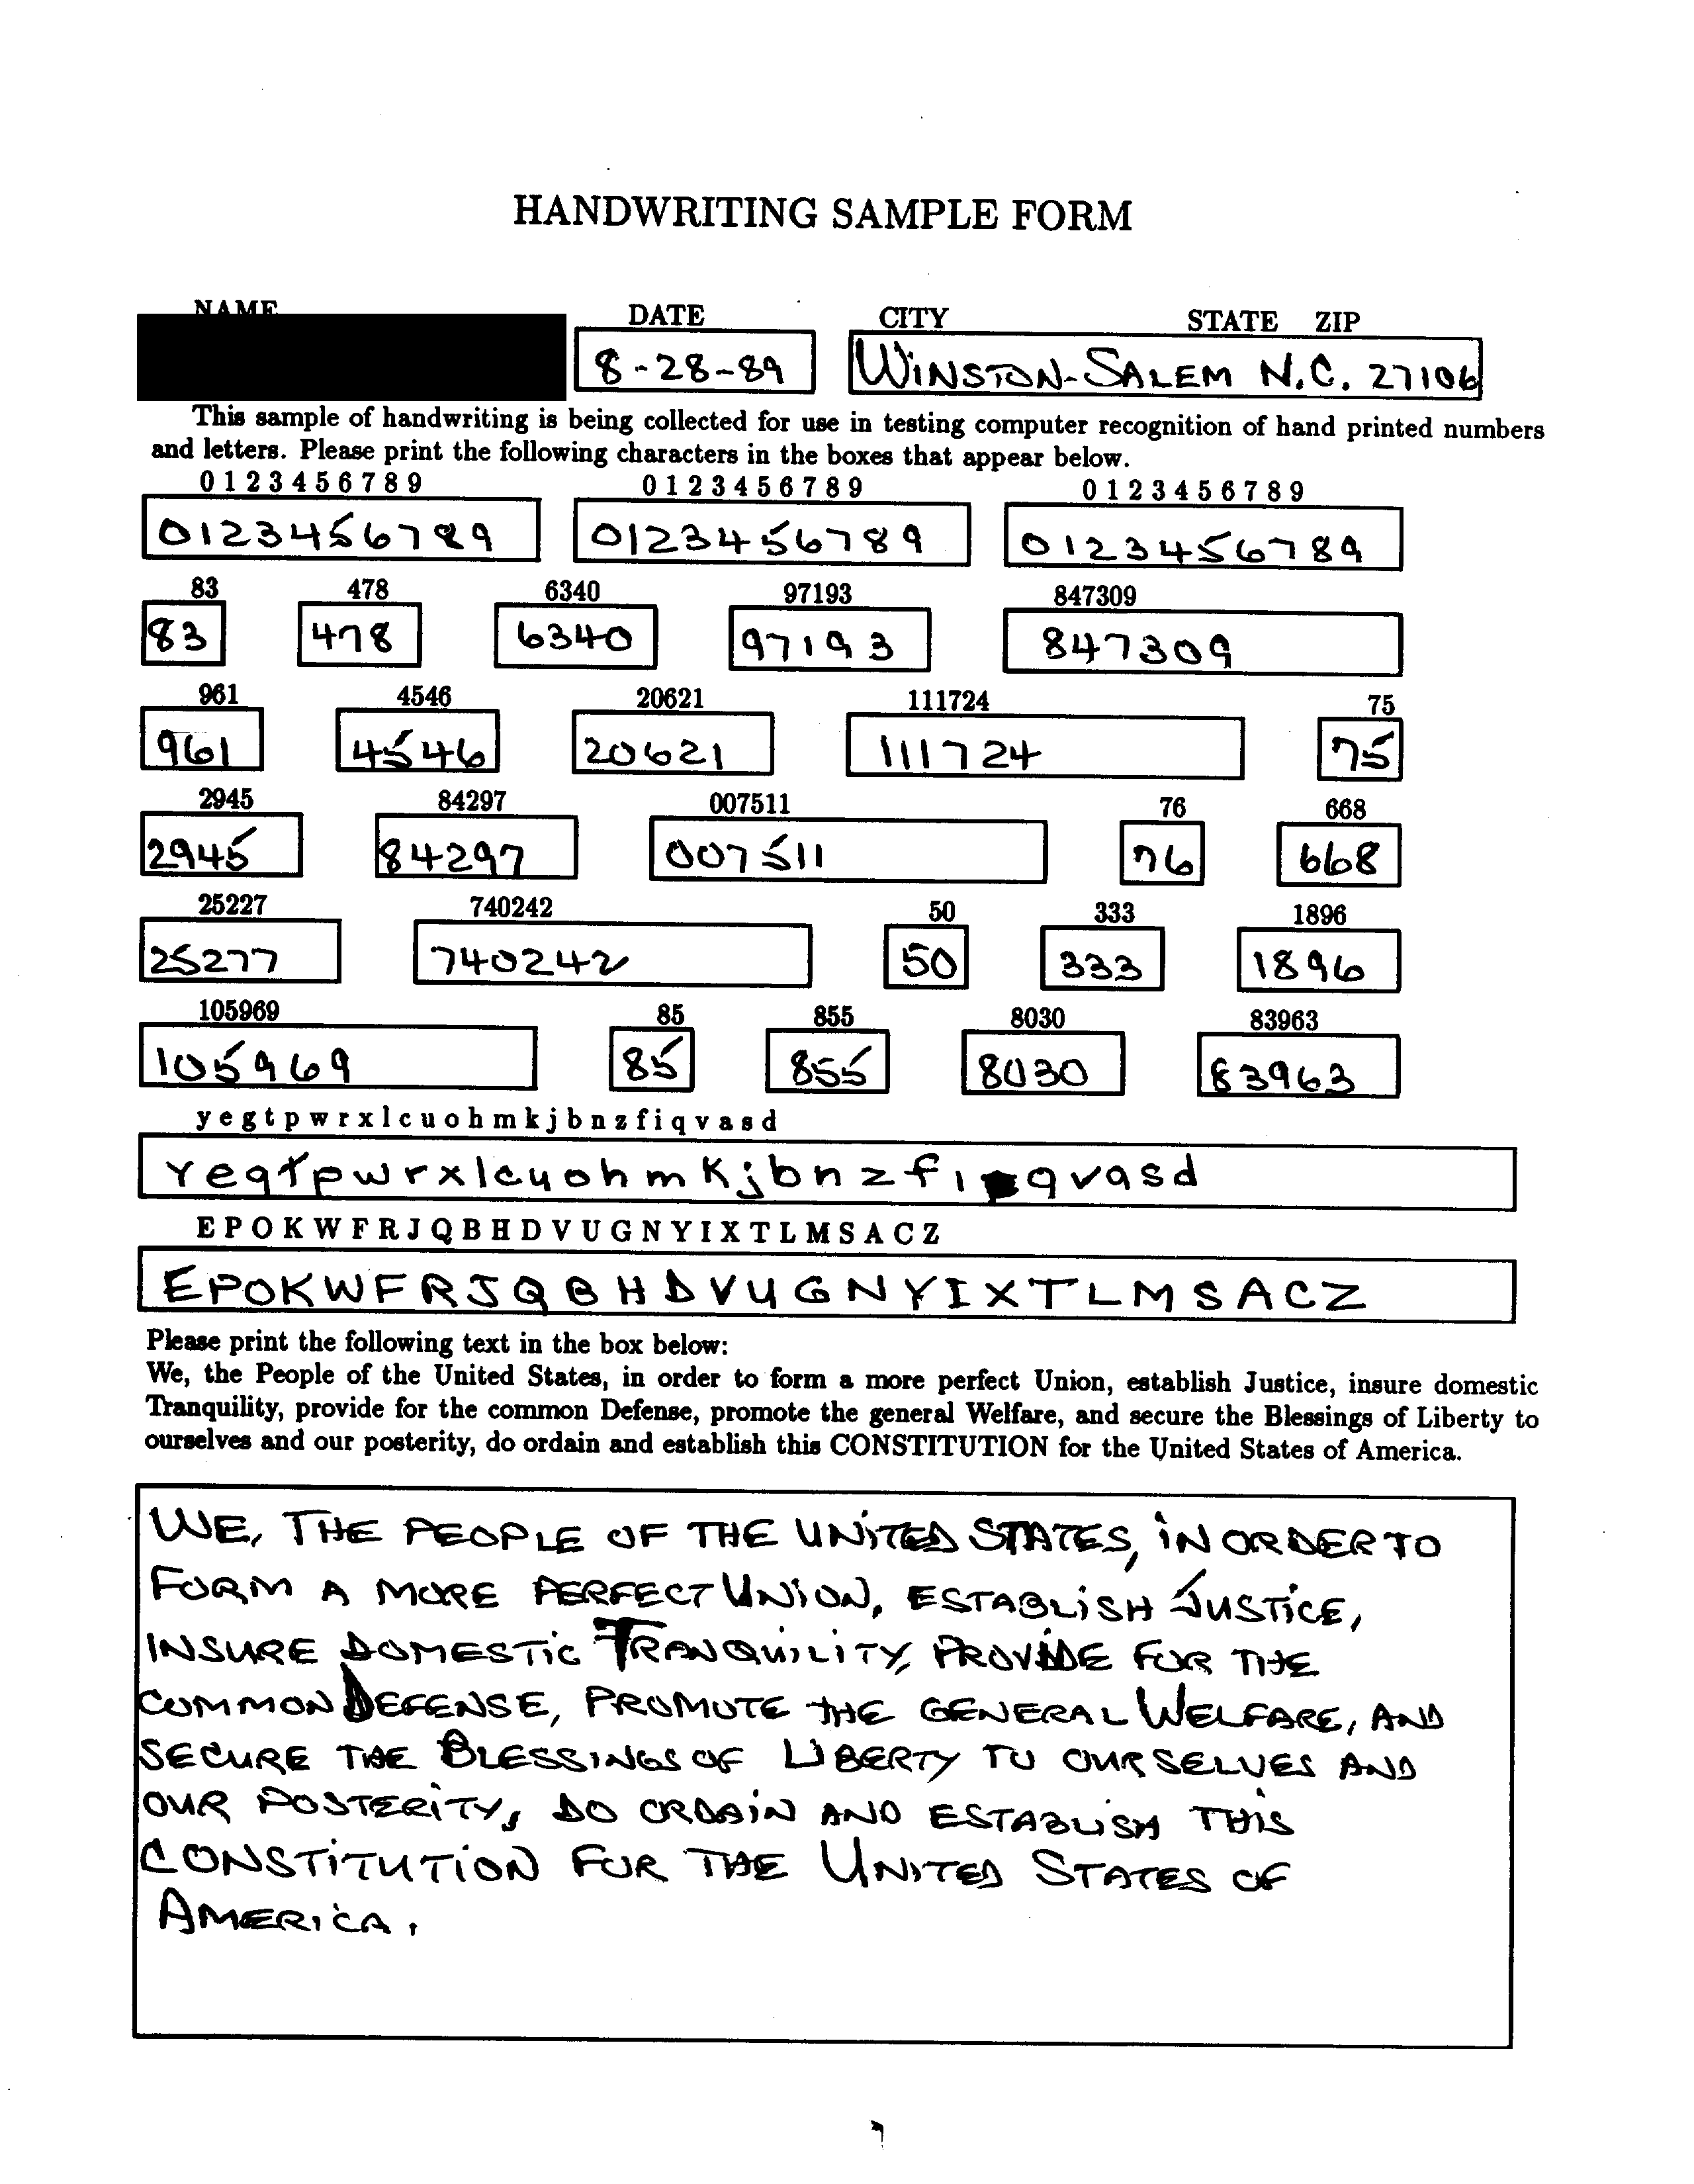 HANDWRITING SAMPLE FORM
NAME DATE CITY STATE ZIP
8-28-89 WINSTON-SALEM N.C. 27106
This sample of handwriting is being collected for use in testing computer recognition of hand printed numbers
and letters. Please print the following characters in the boxes that appear below.
0 1 2 3 4 5 6 7 8 9 0 1 2 3 4 5 6 7 8 9 0 1 2 3 4 5 6 7 8 9
0123456789 0123456789 0123456789
83 478 6340 97193 847309
83 478 6340 97193 847309
961 4546 20621 111724 75
961 4546 20621 111724 75
2945 84297 007511 76 668
2945 84297 007511 76 668
25227 740242 50 333 1896
25277 740242 50 333 1896
105969 85 855 8030 83963
105969 85 855 8030 83963
y e g t p w r x l c u o h m k j b n z f i q v a s d
yegtpwrxlcuohmkjbnzfi qvasd
E P O K W F R J Q B H D V U G N Y I X T L M S A C Z
EPOKWFRJQBHDVUGNYIXTLMSACZ
Please print the following text in the box below:
We, the People of the United States, in order to form a more perfect Union, establish Justice, insure domestic
Tranquility, provide for the common Defense, promote the general Welfare, and secure the Blessings of Liberty to
ourselves and our posterity, do ordain and establish this CONSTITUTION for the United States of America.
WE, THE PEOPLE OF THE UNITED STATES, IN ORDER TO
FORM A MORE PERFECT UNION, ESTABLISH JUSTICE,
INSURE DOMESTIC TRANQUILITY, PROVIDE FOR THE
COMMON DEFENSE, PROMOTE THE GENERAL WELFARE, AND
SECURE THE BLESSINGS OF LIBERTY TO OURSELVES AND
OUR POSTERITY, DO ORDAIN AND ESTABLISH THIS
CONSTITUTION FOR THE UNITED STATES OF
AMERICA.